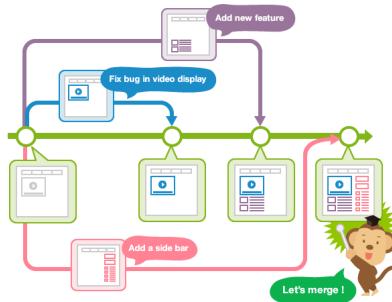 Add new feature
Fix bug in video display
Add a side bar
Let's merge !